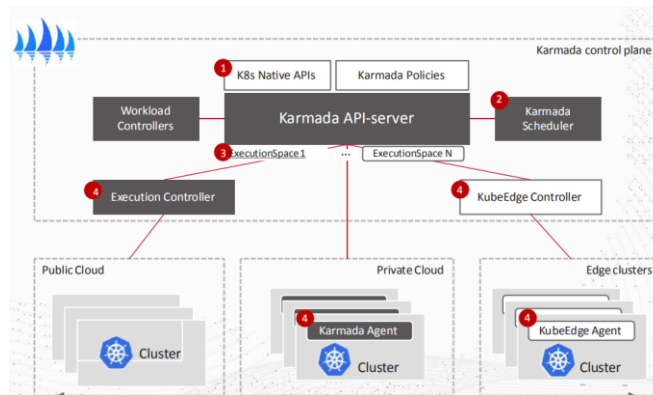 Karmada control plane
1 K8s Native APIs
Karmada Policies
Workload
Controllers
Karmada API-server
2 Karmada
Scheduler
3 ExecutionSpace 1
...
ExecutionSpace N
4 Execution Controller
4 KubeEdge Controller
Public Cloud
Private Cloud
Edge clusters
4 Karmada Agent
4 KubeEdge Agent
Cluster
Cluster
Cluster